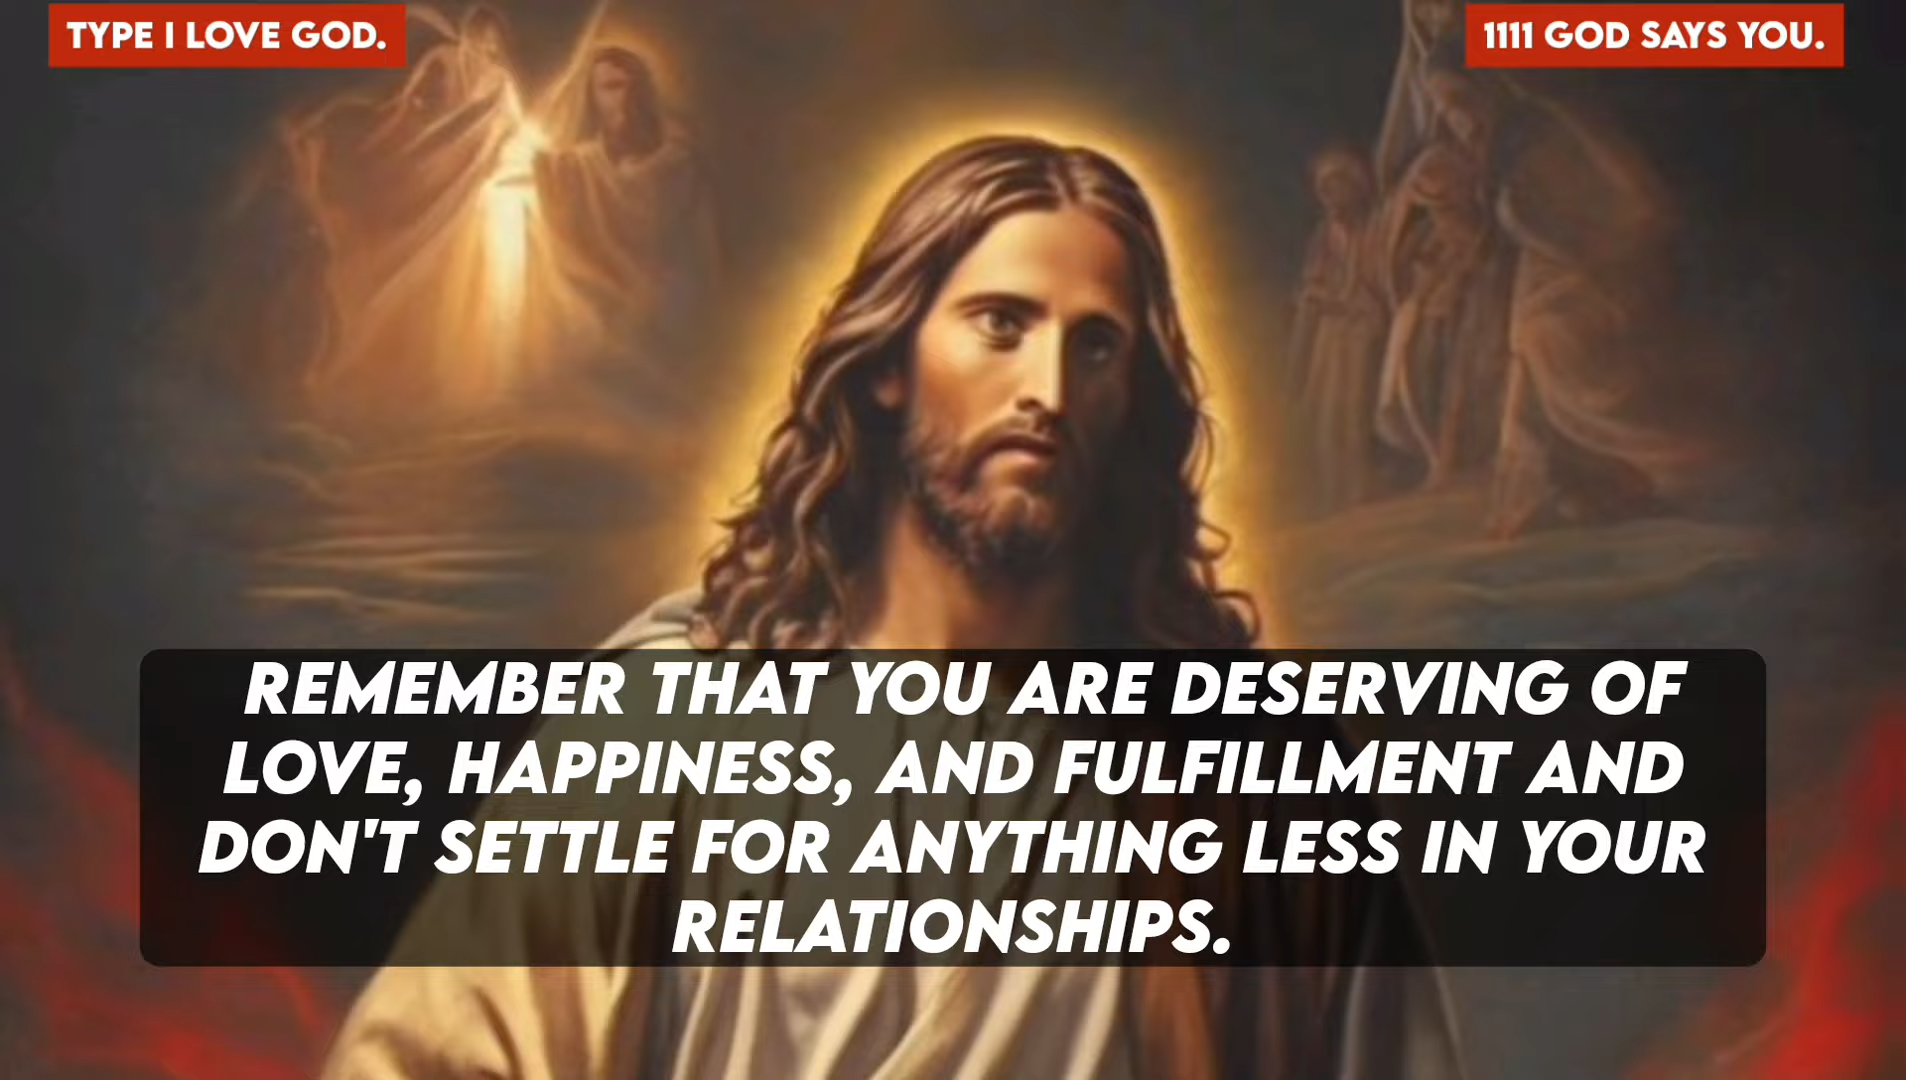 TYPE I LOVE GOD.
1111 GOD SAYS YOU.
REMEMBER THAT YOU ARE DESERVING OF
LOVE, HAPPINESS, AND FULFILLMENT AND
DON'T SETTLE FOR ANYTHING LESS IN YOUR
RELATIONSHIPS.